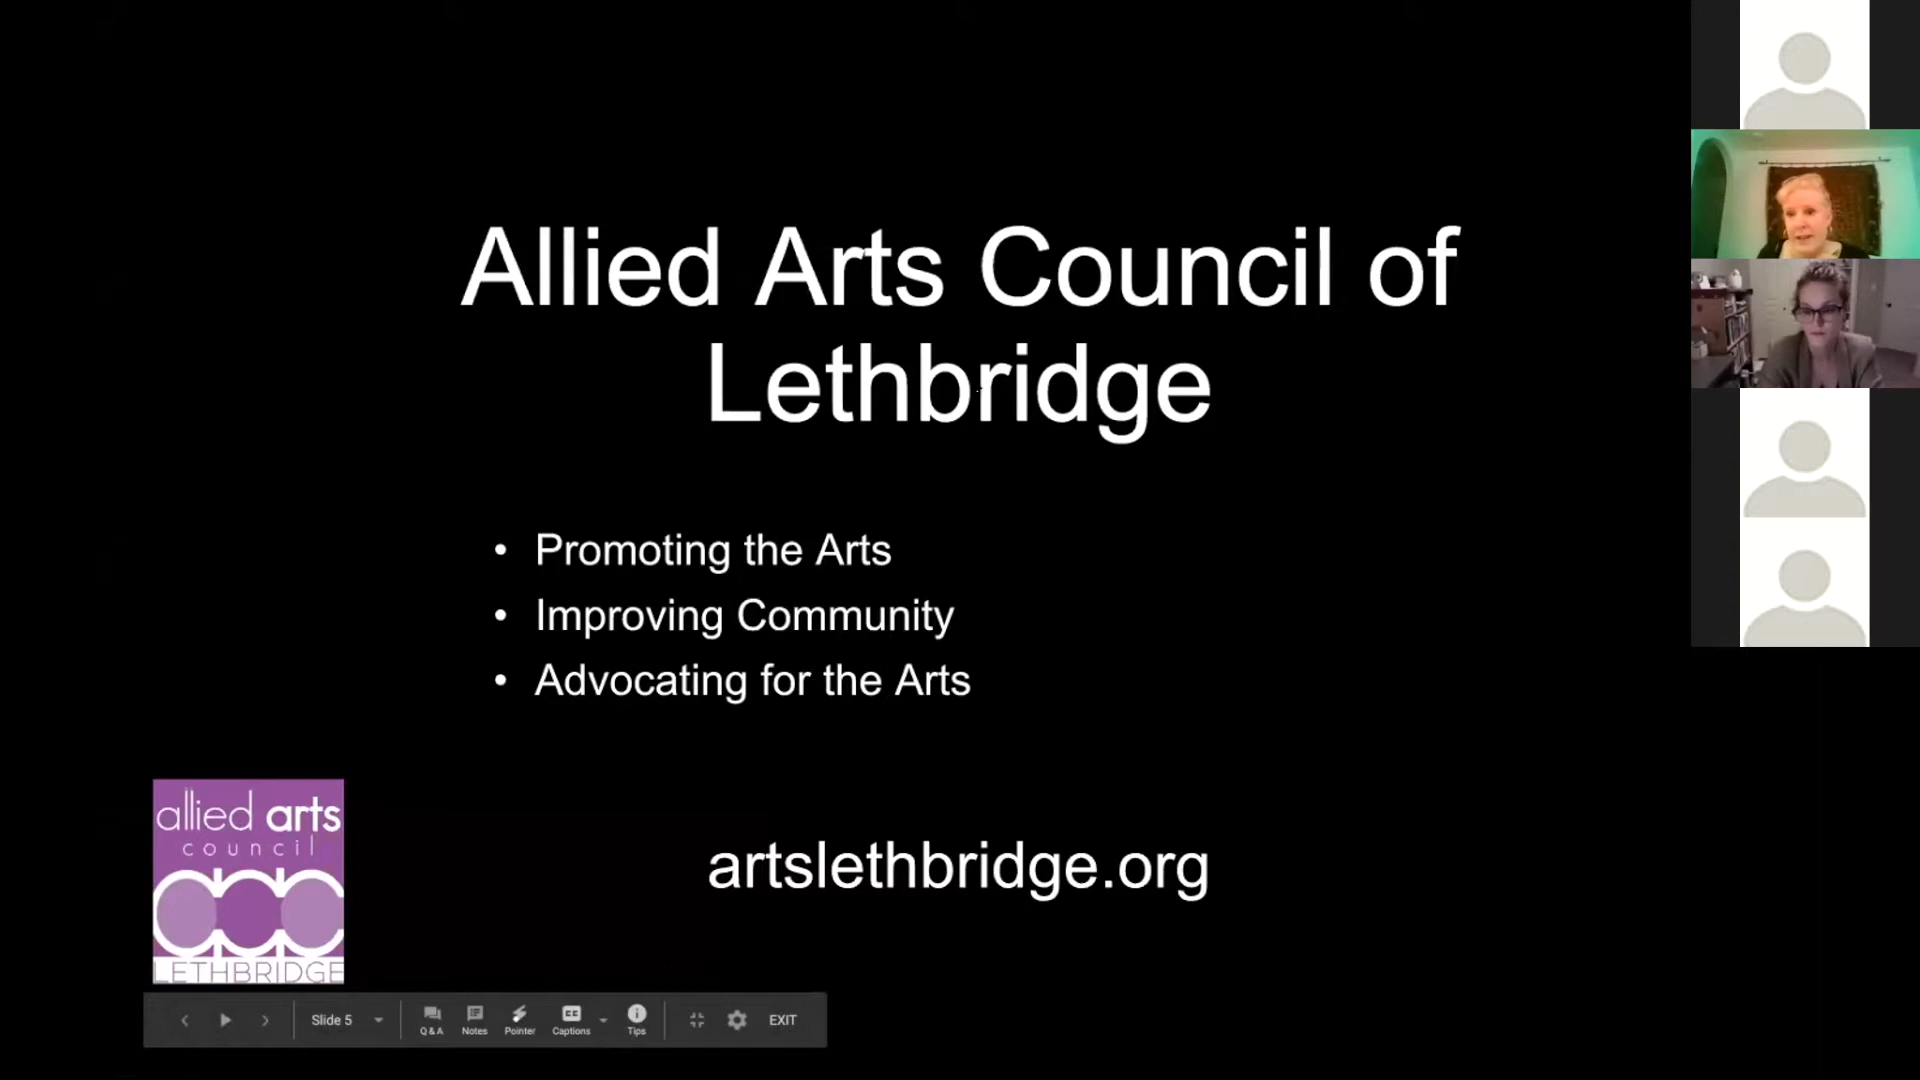 Allied Arts Council of
Lethbridge
• Promoting the Arts
• Improving Community
• Advocating for the Arts
allied arts
council
LETHBRIDGE
artslethbridge.org
Slide 5
Q&A
Notes
Pointer
CC
Captions
Tips
EXIT